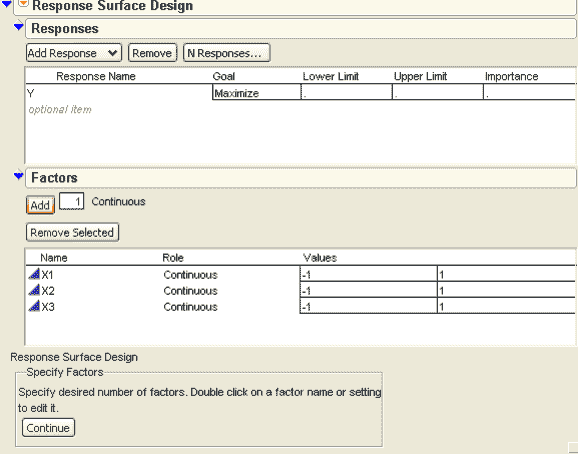 Response Surface Design
Responses
Add Response Remove N Responses...
Response Name Goal Lower Limit Upper Limit Importance
Y Maximize . . .
optional item
Factors
Add 1 Continuous
Remove Selected
Name Role Values
X1 Continuous -1 1
X2 Continuous -1 1
X3 Continuous -1 1
Response Surface Design
Specify Factors
Specify desired number of factors. Double click on a factor name or setting
to edit it.
Continue